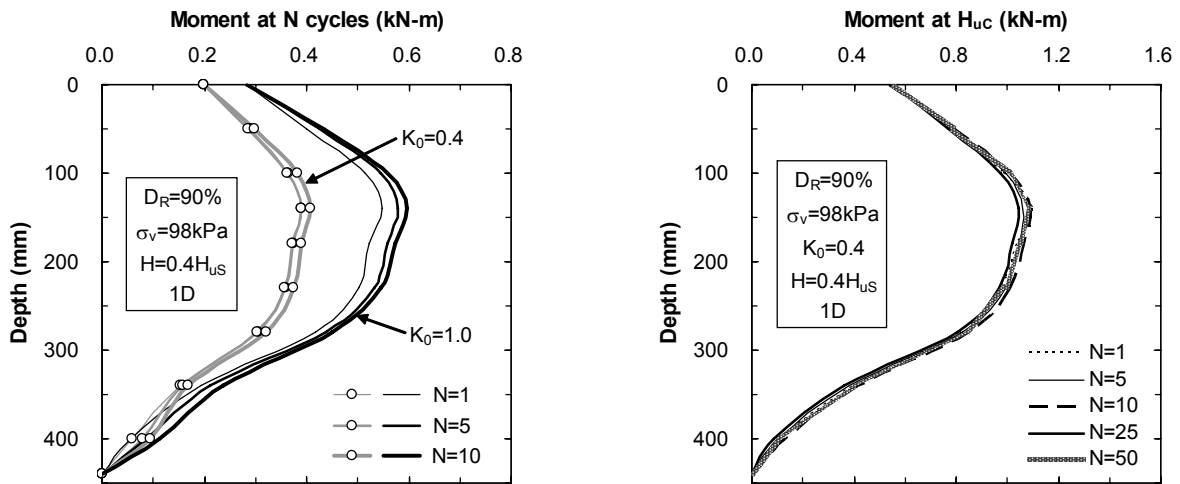 Moment at N cycles (kN-m)
0.0 0.2 0.4 0.6 0.8
0
100
200
300
400
Depth (mm)
K0=0.4
DR=90%
σv=98kPa
H=0.4HuS
1D
K0=1.0
N=1
N=5
N=10
Moment at HuC (kN-m)
0.0 0.4 0.8 1.2 1.6
0
100
200
300
400
Depth (mm)
DR=90%
σv=98kPa
K0=0.4
H=0.4HuS
1D
N=1
N=5
N=10
N=25
N=50